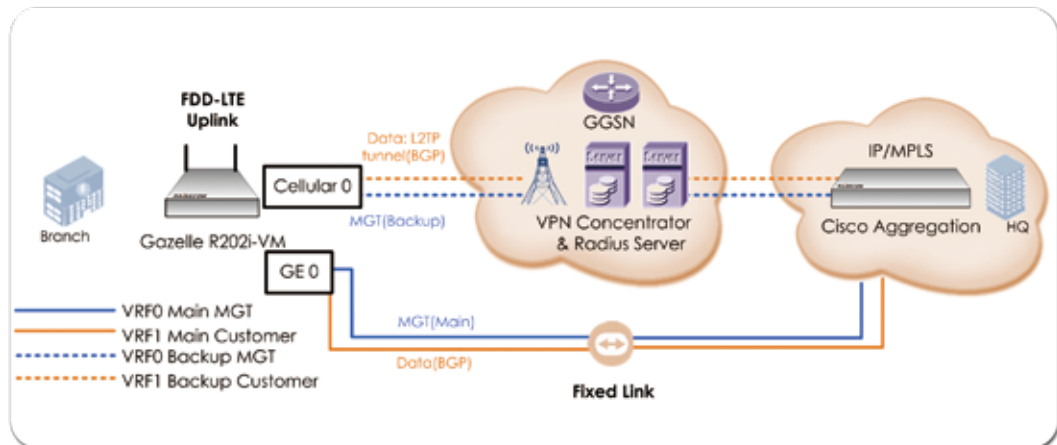 FDD-LTE
Uplink
Branch
Gazelle R202i-VM
Cellular 0
GE 0
Data: L2TP
tunnel(BGP)
MGT(Backup)
GGSN
Server
Server
VPN Concentrator
& Radius Server
IP/MPLS
Cisco Aggregation
HQ
VRF0 Main MGT
VRF1 Main Customer
VRF0 Backup MGT
VRF1 Backup Customer
MGT(Main)
Data(BGP)
Fixed Link